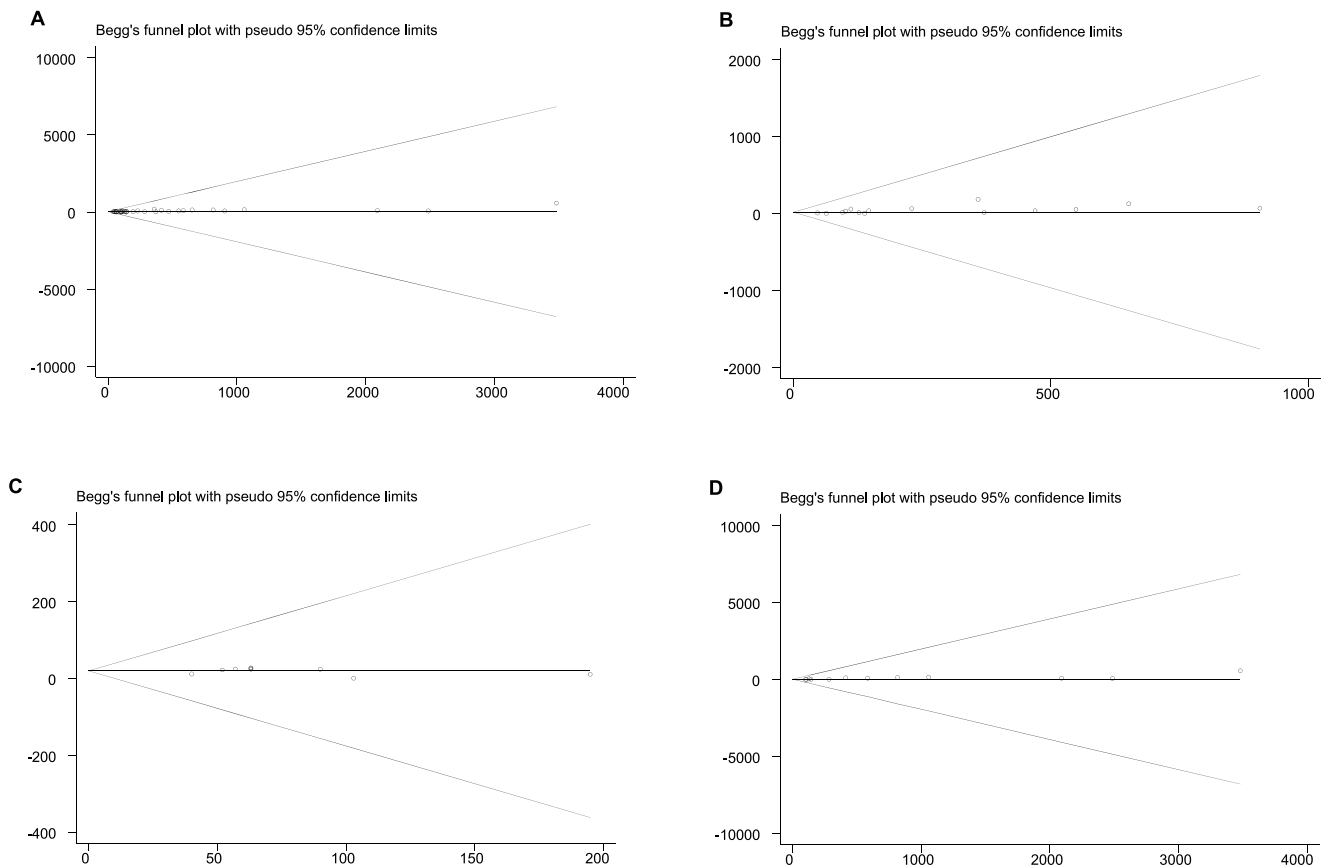 A
Begg's funnel plot with pseudo 95% confidence limits
10000
5000
0
-5000
-10000
0 1000 2000 3000 4000
B
Begg's funnel plot with pseudo 95% confidence limits
2000
1000
0
-1000
-2000
0 500 1000
C
Begg's funnel plot with pseudo 95% confidence limits
400
200
0
-200
-400
0 50 100 150 200
D
Begg's funnel plot with pseudo 95% confidence limits
10000
5000
0
-5000
-10000
0 1000 2000 3000 4000